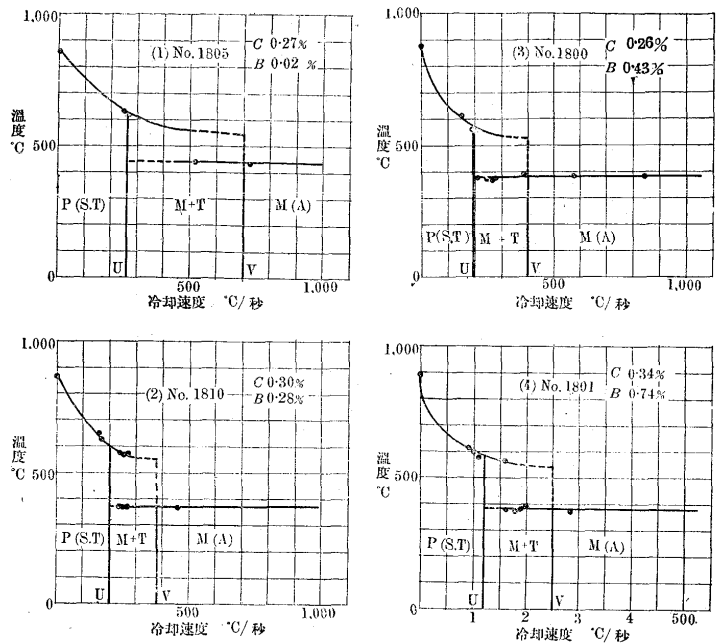 1,000
(1) No. 1805
C 0.27%
B 0.02 %
温度 °C
500
P (S.T)
M+T
M (A)
U
V
0
500
1,000
冷却速度 °C/秒
1.000
(3) No.1800
C 0.26%
B 0.43%
温度 °C
500
P(S.T)
M + T
M (A)
U
V
0
500
1,000
冷却速度 °C/秒
1.000
(2) No. 1810
C 0.30%
B 0.28%
温度 °C
500
P (S.T)
M+T
M (A)
U
V
0
500
1.000
冷却速度 °C/秒
1.000
(4) No.1801
C 0.34%
B 0.74%
温度 °C
500
P (S.T)
M+T
M (A)
U
V
0
1
2
3
4
500.
冷却速度 °C/秒